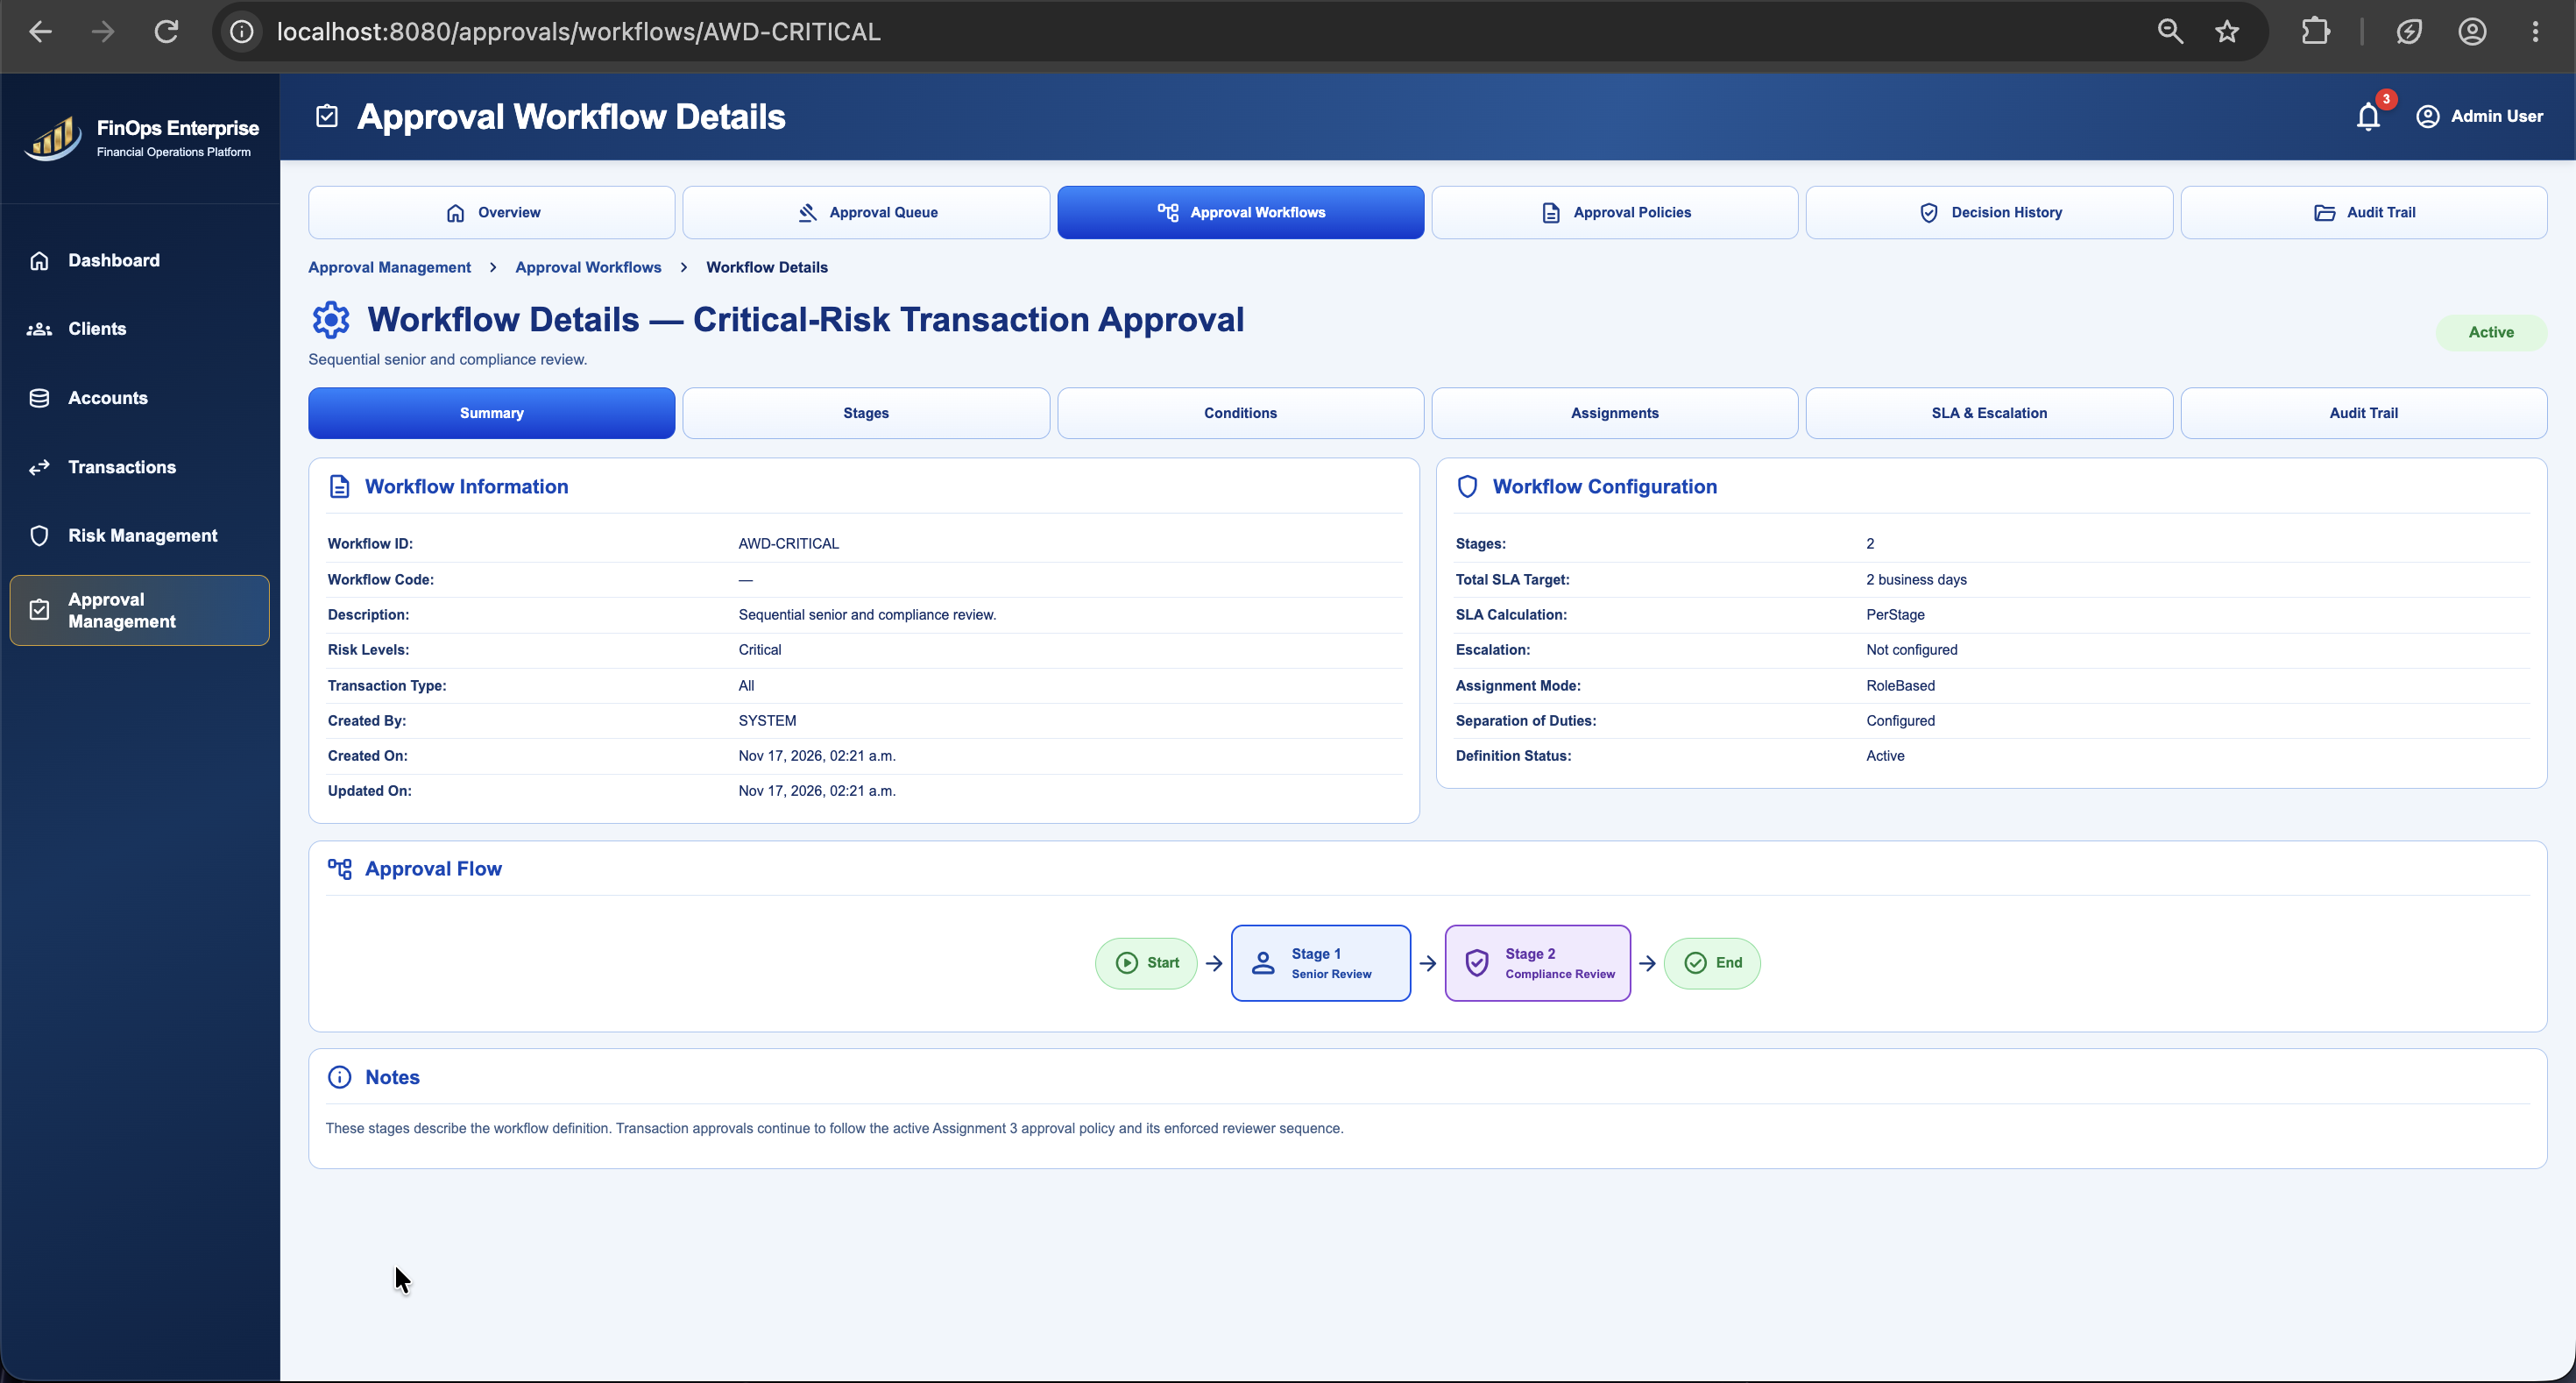 localhost:8080/approvals/workflows/AWD-CRITICAL
FinOps Enterprise
Financial Operations Platform
Approval Workflow Details
3
Admin User
Dashboard
Clients
Accounts
Transactions
Risk Management
Approval
Management
Overview
Approval Queue
Approval Workflows
Approval Policies
Decision History
Audit Trail
Approval Management > Approval Workflows > Workflow Details
Workflow Details — Critical-Risk Transaction Approval
Active
Sequential senior and compliance review.
Summary
Stages
Conditions
Assignments
SLA & Escalation
Audit Trail
Workflow Information
Workflow ID: AWD-CRITICAL
Workflow Code: —
Description: Sequential senior and compliance review.
Risk Levels: Critical
Transaction Type: All
Created By: SYSTEM
Created On: Nov 17, 2026, 02:21 a.m.
Updated On: Nov 17, 2026, 02:21 a.m.
Workflow Configuration
Stages: 2
Total SLA Target: 2 business days
SLA Calculation: PerStage
Escalation: Not configured
Assignment Mode: RoleBased
Separation of Duties: Configured
Definition Status: Active
Approval Flow
Start
Stage 1
Senior Review
Stage 2
Compliance Review
End
Notes
These stages describe the workflow definition. Transaction approvals continue to follow the active Assignment 3 approval policy and its enforced reviewer sequence.